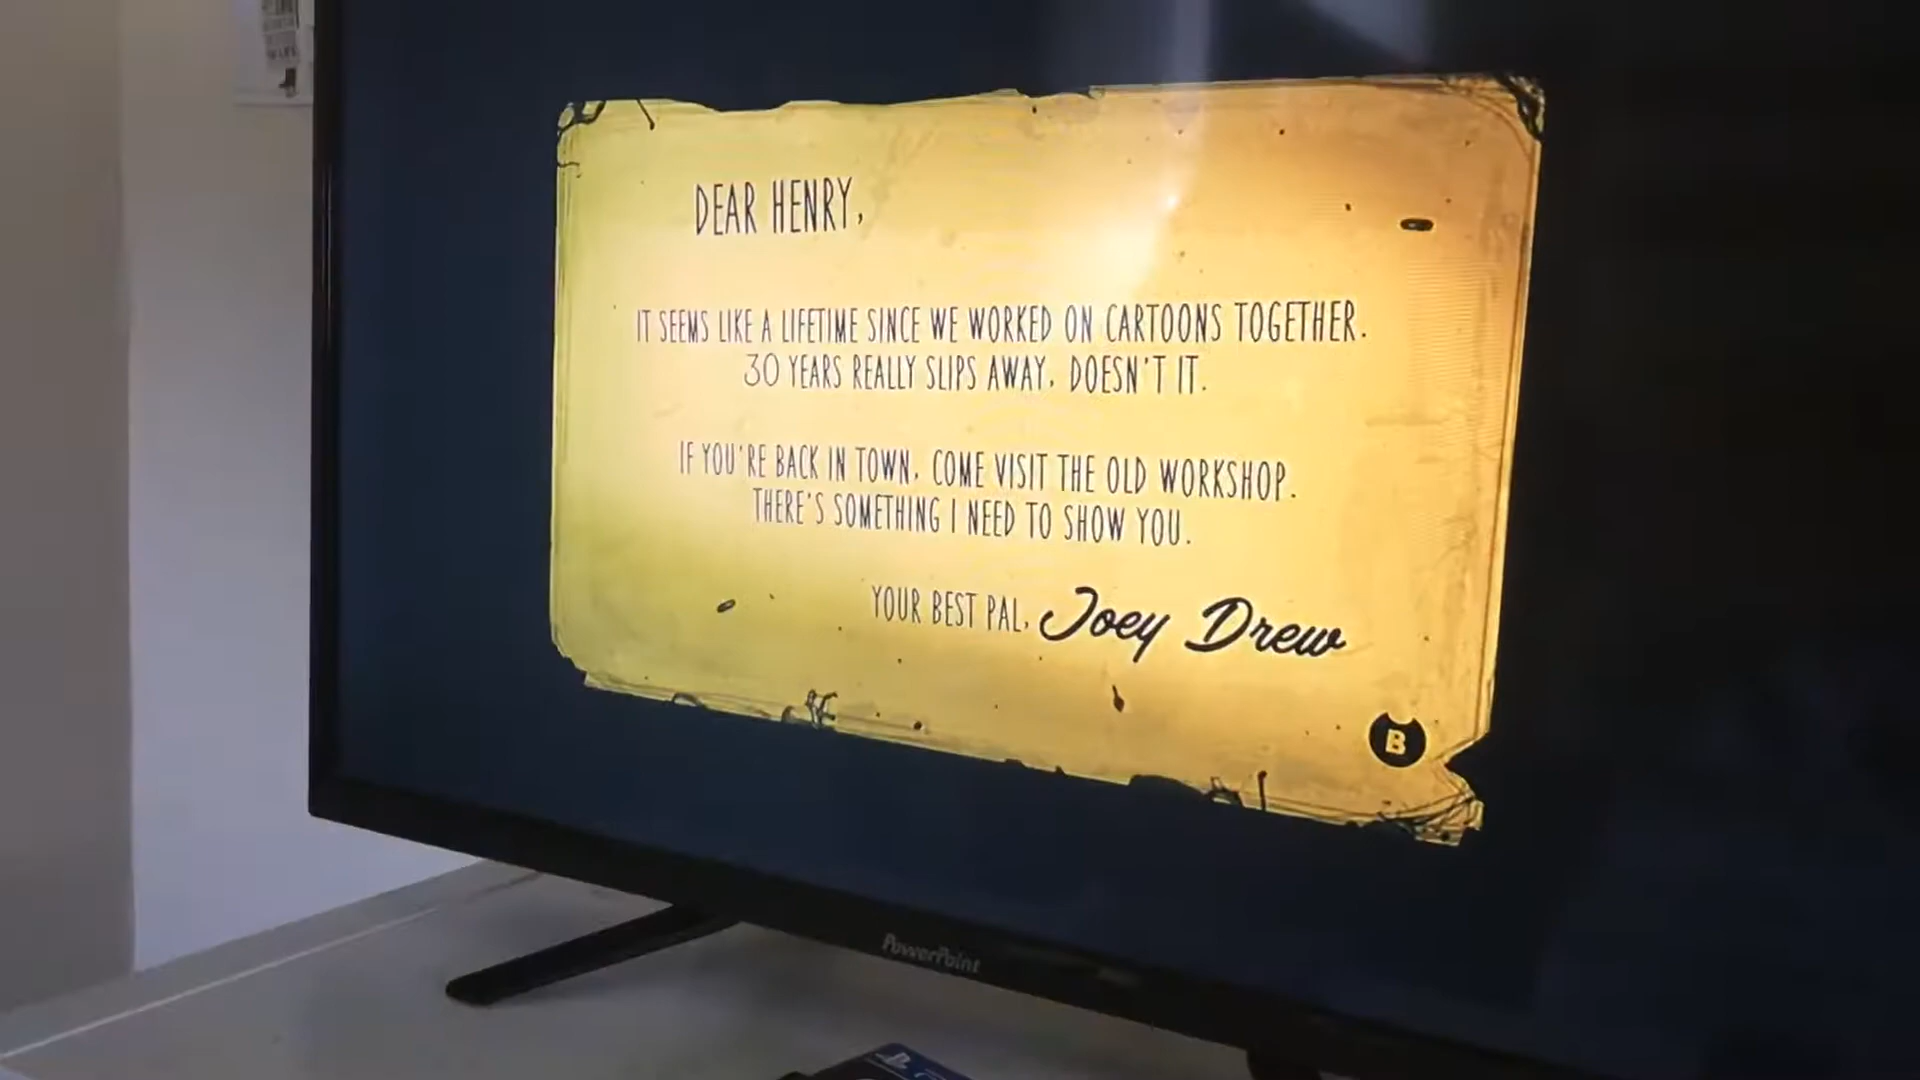 DEAR HENRY,
IT SEEMS LIKE A LIFETIME SINCE WE WORKED ON CARTOONS TOGETHER.
30 YEARS REALLY SLIPS AWAY, DOESN'T IT.
IF YOU'RE BACK IN TOWN, COME VISIT THE OLD WORKSHOP.
THERE'S SOMETHING I NEED TO SHOW YOU.
YOUR BEST PAL, Joey Drew
B
PowerPoint